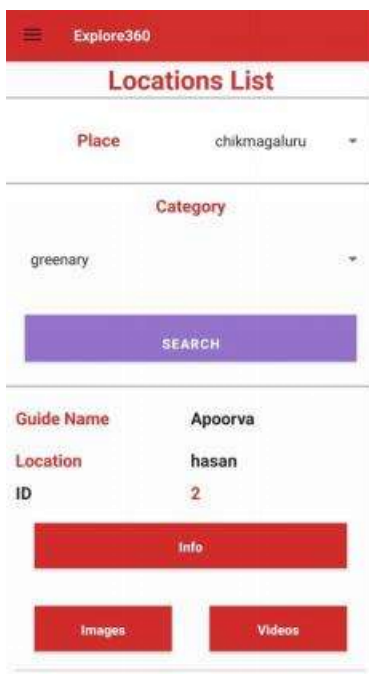 Explore360
Locations List
Place chikmagaluru
Category
greenary
SEARCH
Guide Name Apoorva
Location hasan
ID 2
Info
Images Videos